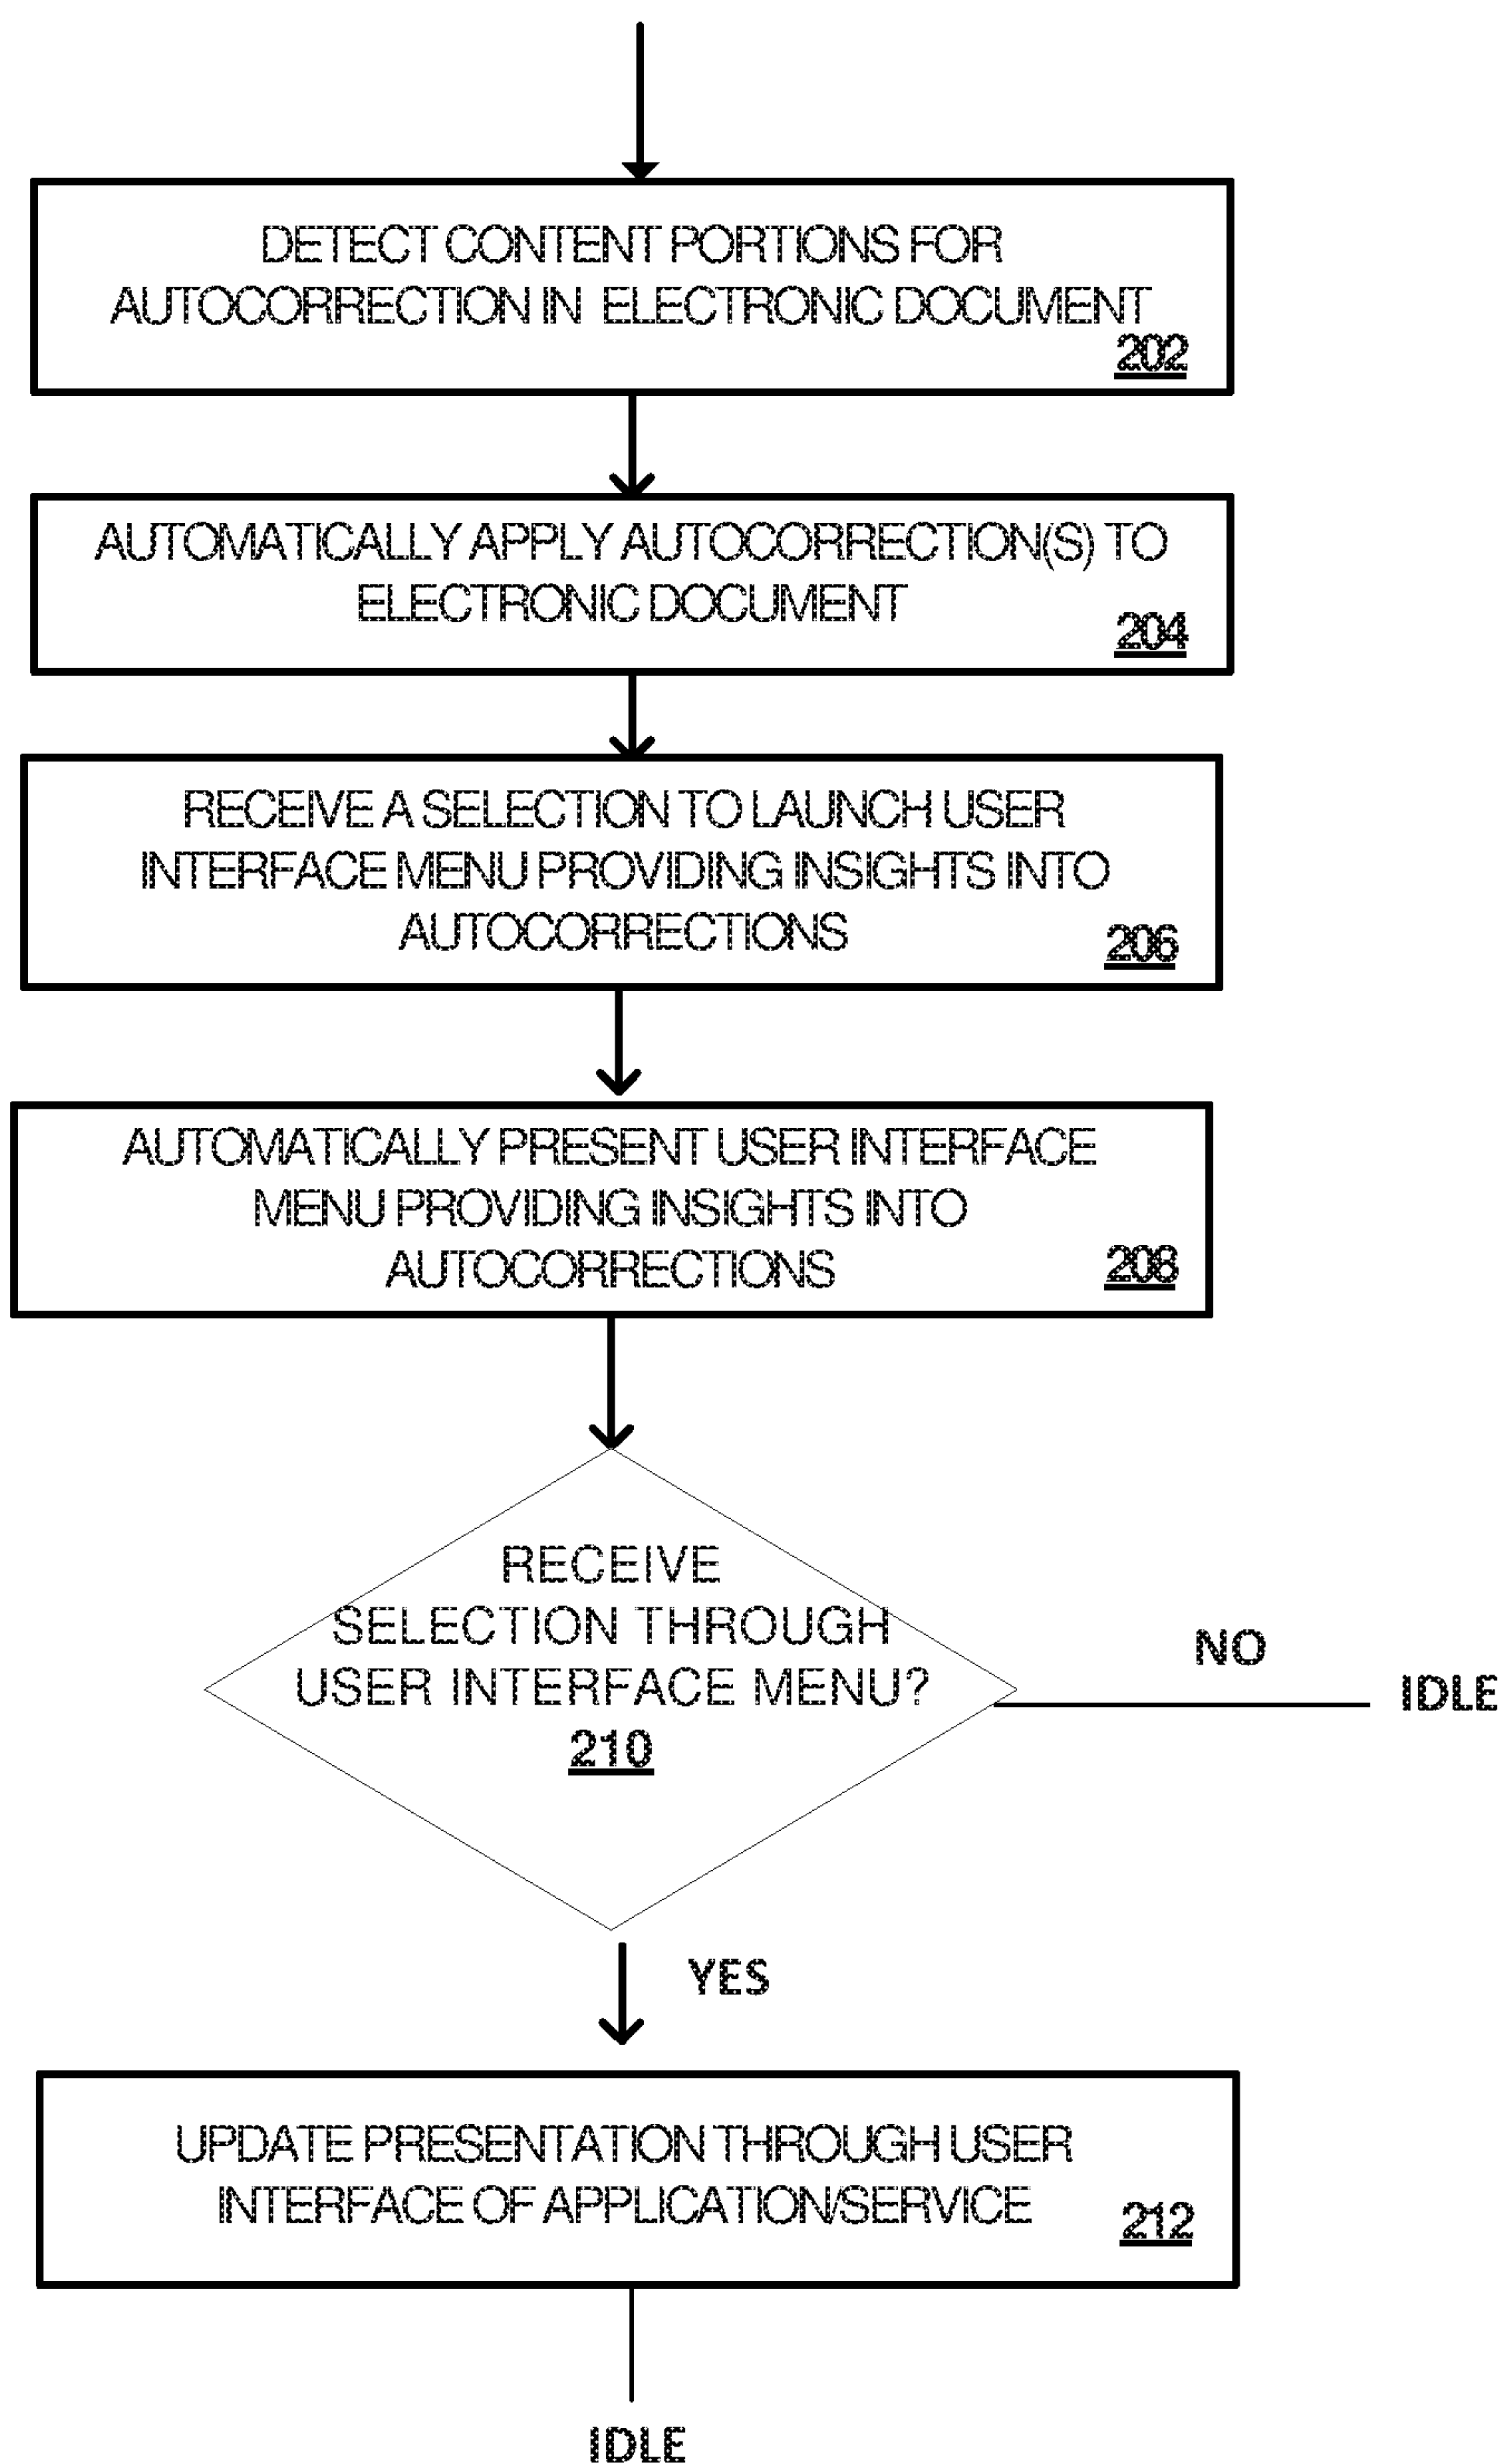 DETECT CONTENT PORTIONS FOR
AUTOCORRECTION IN ELECTRONIC DOCUMENT
202
AUTOMATICALLY APPLY AUTOCORRECTION(S) TO
ELECTRONIC DOCUMENT
204
RECEIVE A SELECTION TO LAUNCH USER
INTERFACE MENU PROVIDING INSIGHTS INTO
AUTOCORRECTIONS
206
AUTOMATICALLY PRESENT USER INTERFACE
MENU PROVIDING INSIGHTS INTO
AUTOCORRECTIONS
208
RECEIVE
SELECTION THROUGH
USER INTERFACE MENU?
210
NO
IDLE
YES
UPDATE PRESENTATION THROUGH USER
INTERFACE OF APPLICATION/SERVICE
212
IDLE